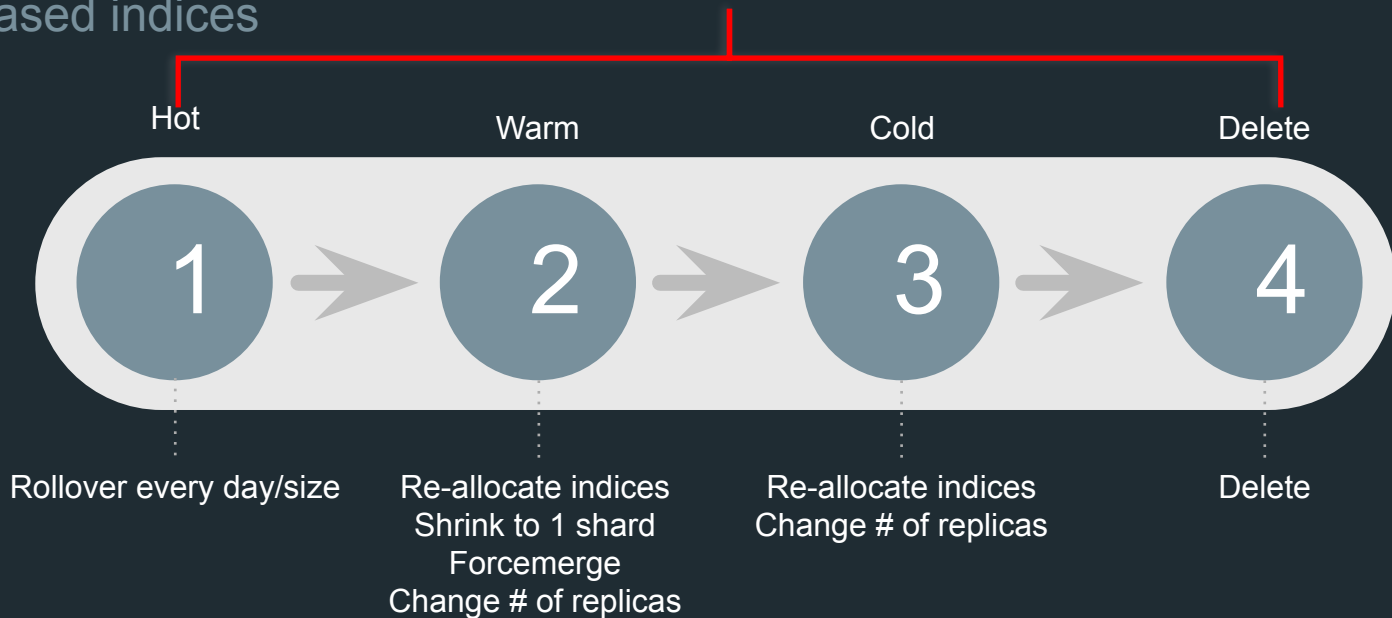 ased indices
Hot
Warm
Cold
Delete
1
2
3
4
Rollover every day/size
Re-allocate indices
Shrink to 1 shard
Forcemerge
Change # of replicas
Re-allocate indices
Change # of replicas
Delete